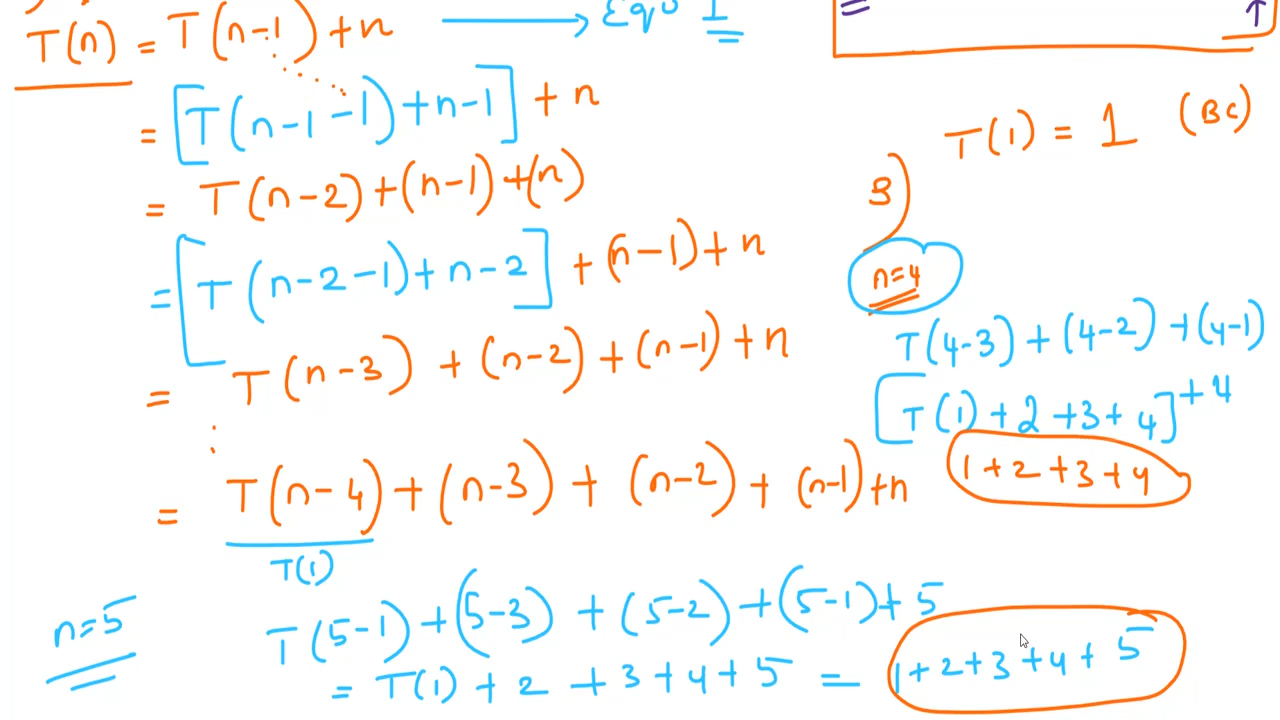 T(n) = T(n-1) + n → Eqn 1
= [T(n-1-1) + n-1] + n
T(1) = 1 (BC)
= T(n-2) + (n-1) + (n)
3)
= [T(n-2-1) + n-2] + (n-1) + n
n=4
T(4-3) + (4-2) + (4-1)
= T(n-3) + (n-2) + (n-1) + n
[T(1) + 2 + 3 + 4] + 4
⋮
1 + 2 + 3 + 4
= T(n-4) + (n-3) + (n-2) + (n-1) + n
T(1)
n=5
T(5-1) + (5-3) + (5-2) + (5-1) + 5
= T(1) + 2 + 3 + 4 + 5 = 1 + 2 + 3 + 4 + 5